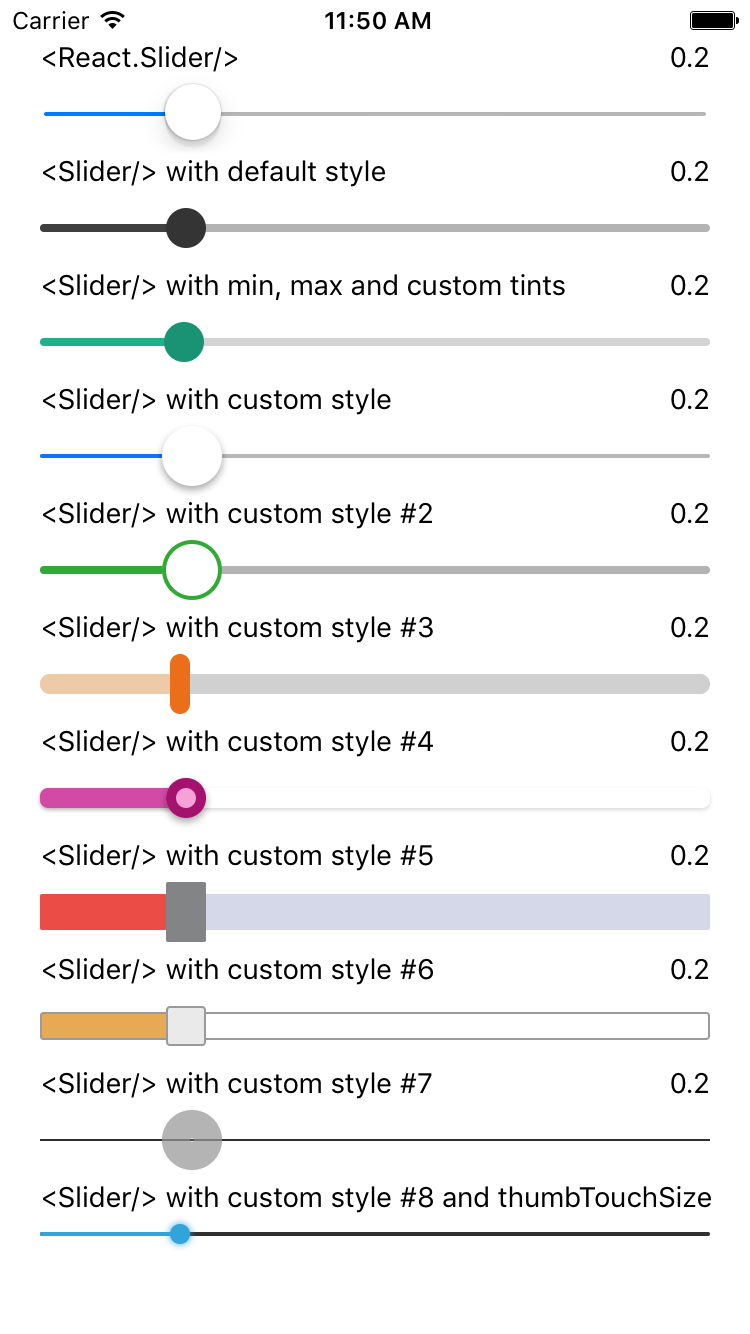 Carrier 11:50 AM
<React.Slider/> 0.2
<Slider/> with default style 0.2
<Slider/> with min, max and custom tints 0.2
<Slider/> with custom style 0.2
<Slider/> with custom style #2 0.2
<Slider/> with custom style #3 0.2
<Slider/> with custom style #4 0.2
<Slider/> with custom style #5 0.2
<Slider/> with custom style #6 0.2
<Slider/> with custom style #7 0.2
<Slider/> with custom style #8 and thumbTouchSize